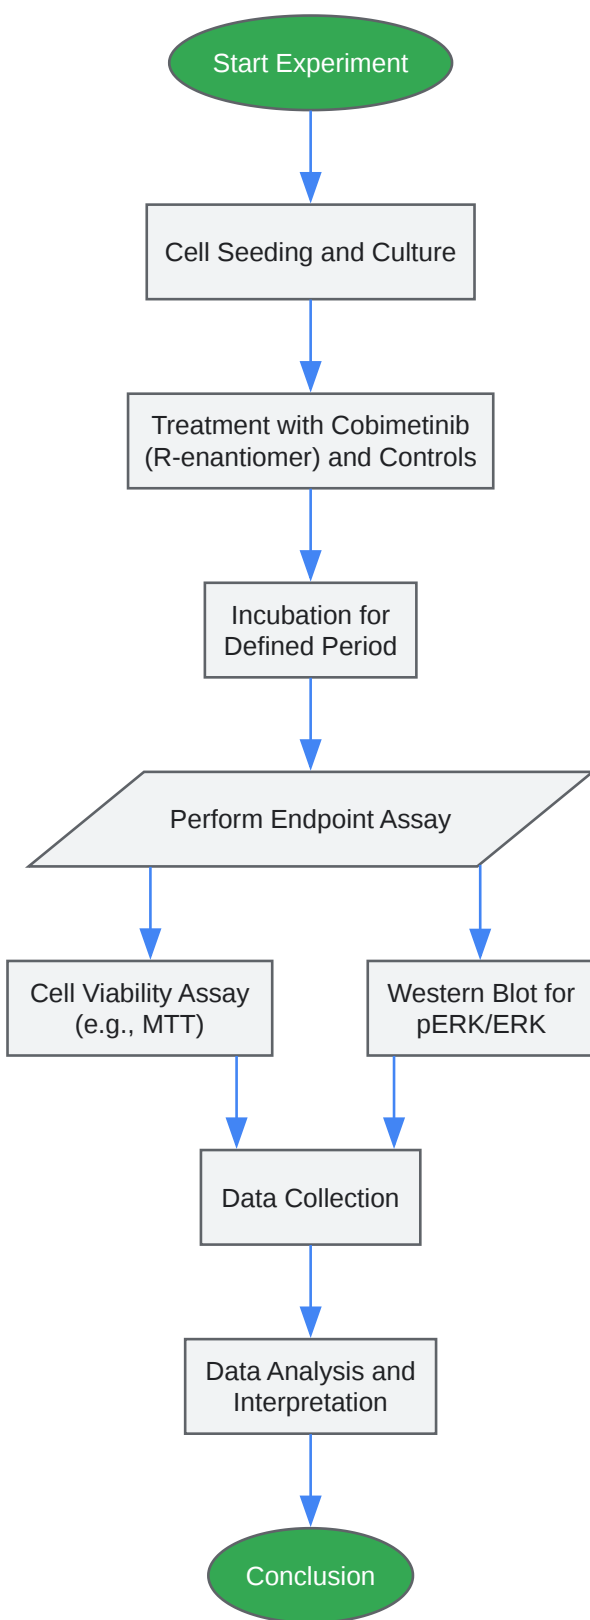 Start Experiment
Cell Seeding and Culture
Treatment with Cobimetinib
(R-enantiomer) and Controls
Incubation for
Defined Period
Perform Endpoint Assay
Cell Viability Assay
(e.g., MTT)
Western Blot for
pERK/ERK
Data Collection
Data Analysis and
Interpretation
Conclusion